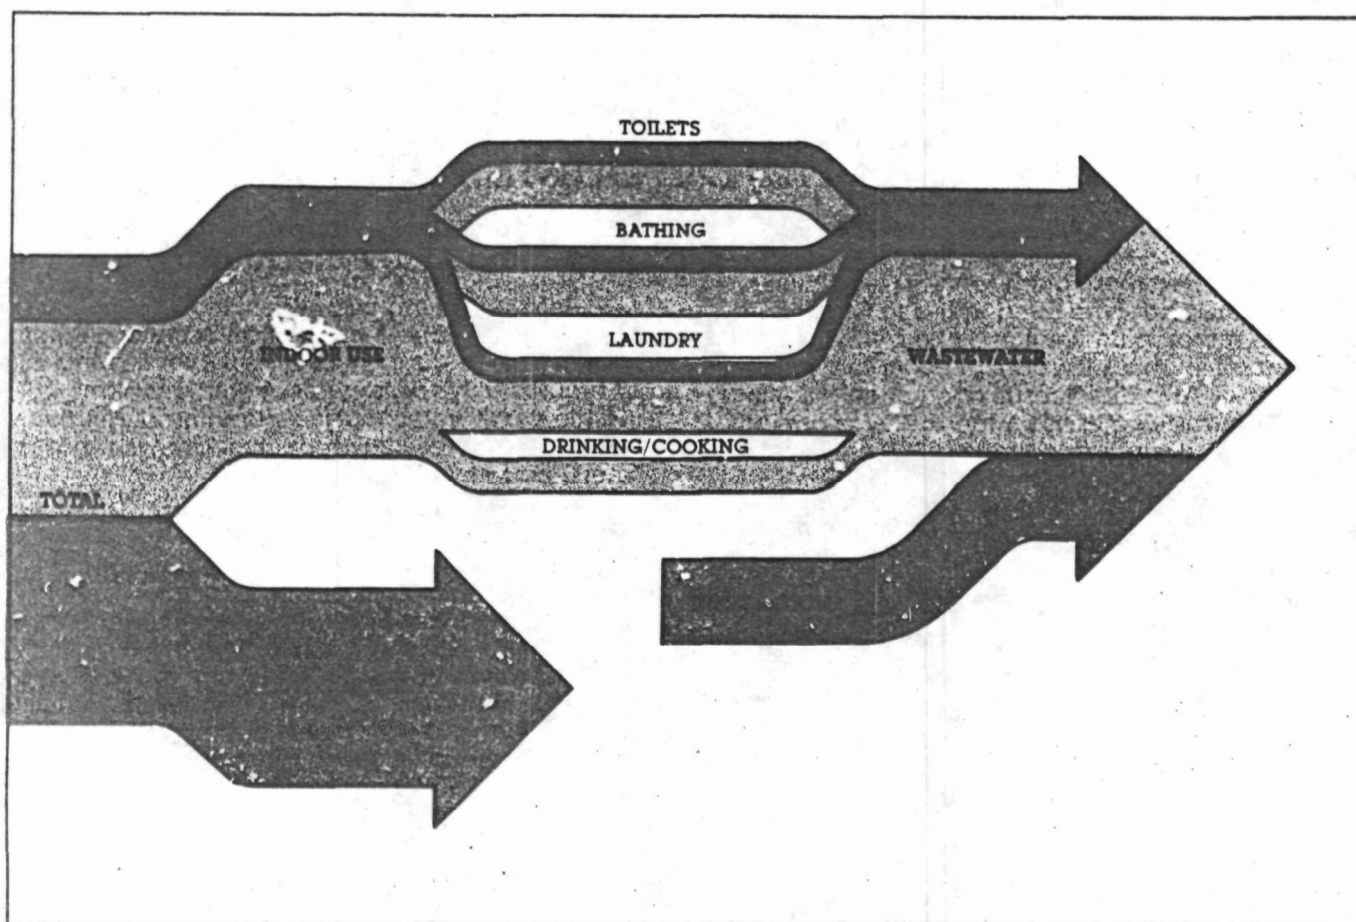 TOILETS
BATHING
LAUNDRY
INDOOR USE
WASTEWATER
DRINKING/COOKING
TOTAL